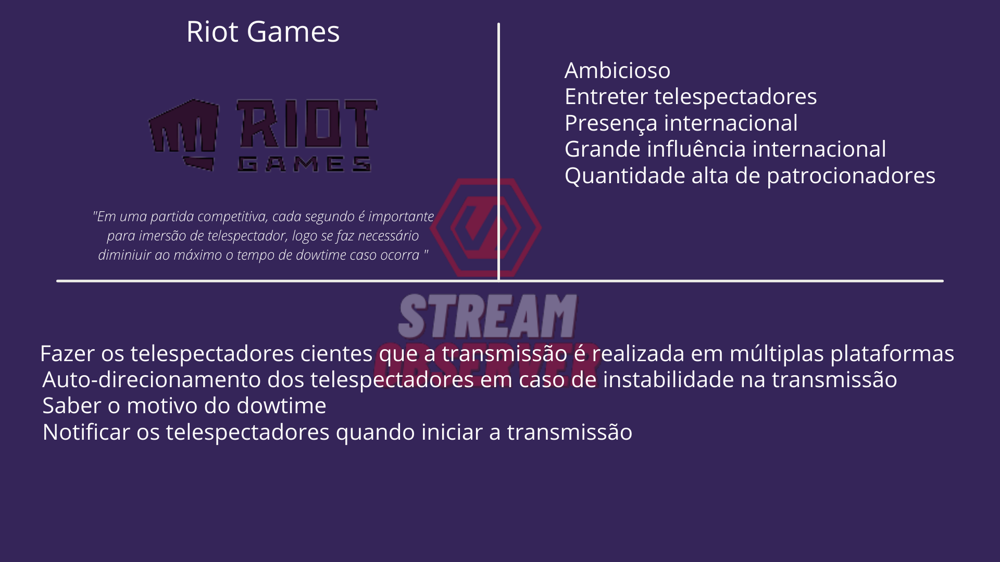 Riot Games
RIOT
GAMES
"Em uma partida competitiva, cada segundo é importante
para imersão de telespectador, logo se faz necessário
diminiuir ao máximo o tempo de dowtime caso ocorra "
Ambicioso
Entreter telespectadores
Presença internacional
Grande influência internacional
Quantidade alta de patrocionadores
STREAM
OBSERVER
Fazer os telespectadores cientes que a transmissão é realizada em múltiplas plataformas
Auto-direcionamento dos telespectadores em caso de instabilidade na transmissão
Saber o motivo do dowtime
Notificar os telespectadores quando iniciar a transmissão